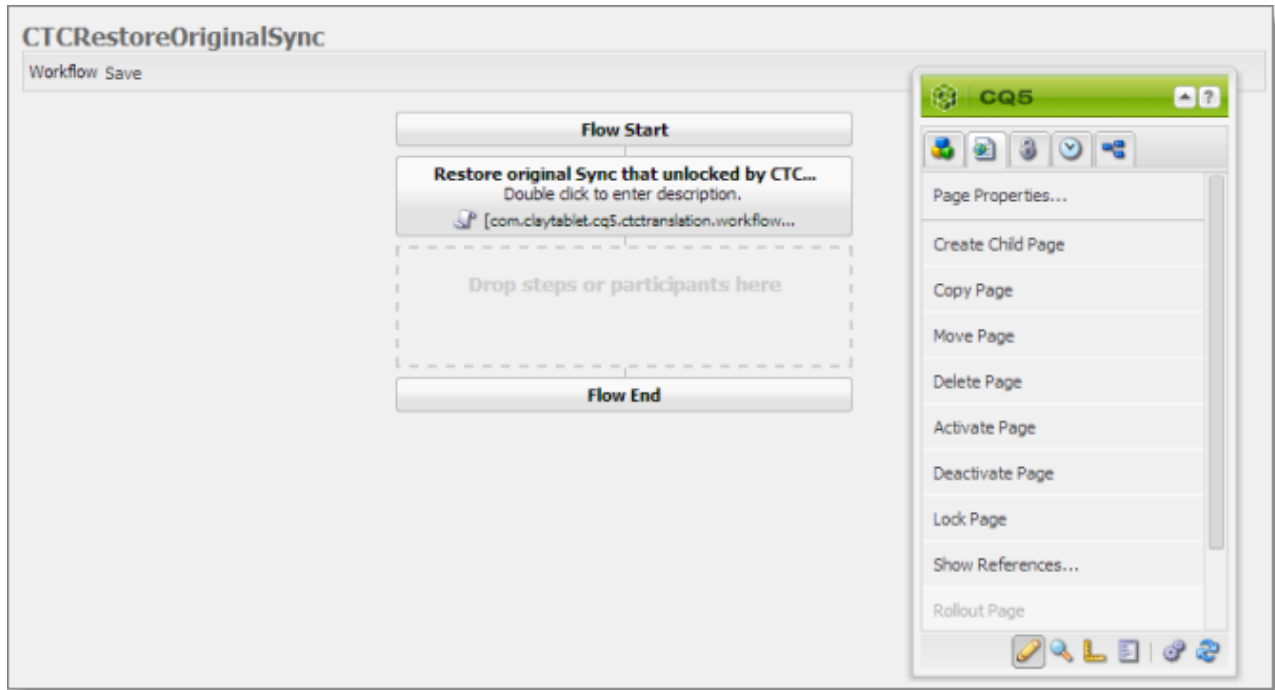 CTCRestoreOriginalSync
Workflow Save
Flow Start
Restore original Sync that unlocked by CTC...
Double click to enter description.
[com.claytablet.cq5.ctctranslation.workflow...
Drop steps or participants here
Flow End
CQ5
?
Page Properties...
Create Child Page
Copy Page
Move Page
Delete Page
Activate Page
Deactivate Page
Lock Page
Show References...
Rollout Page